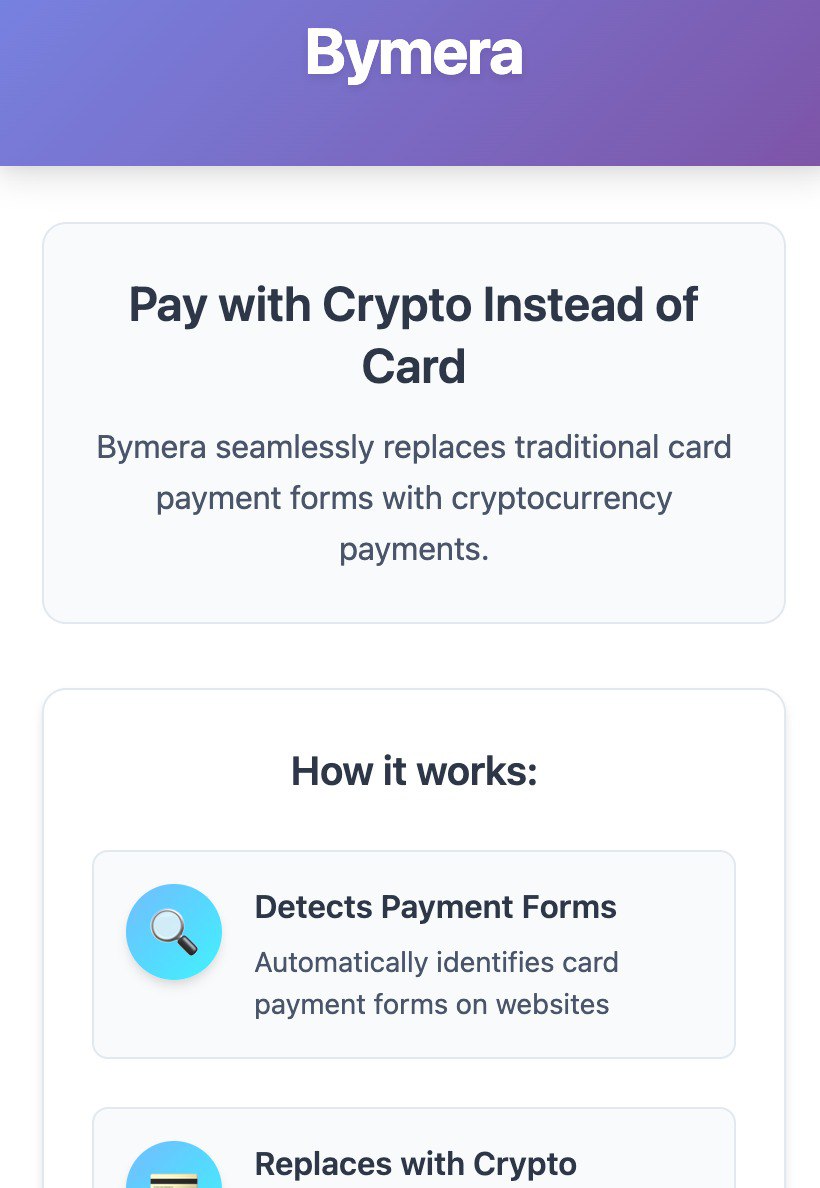 Bymera
Pay with Crypto Instead of
Card
Bymera seamlessly replaces traditional card
payment forms with cryptocurrency
payments.
How it works:
Detects Payment Forms
Automatically identifies card
payment forms on websites
Replaces with Crypto